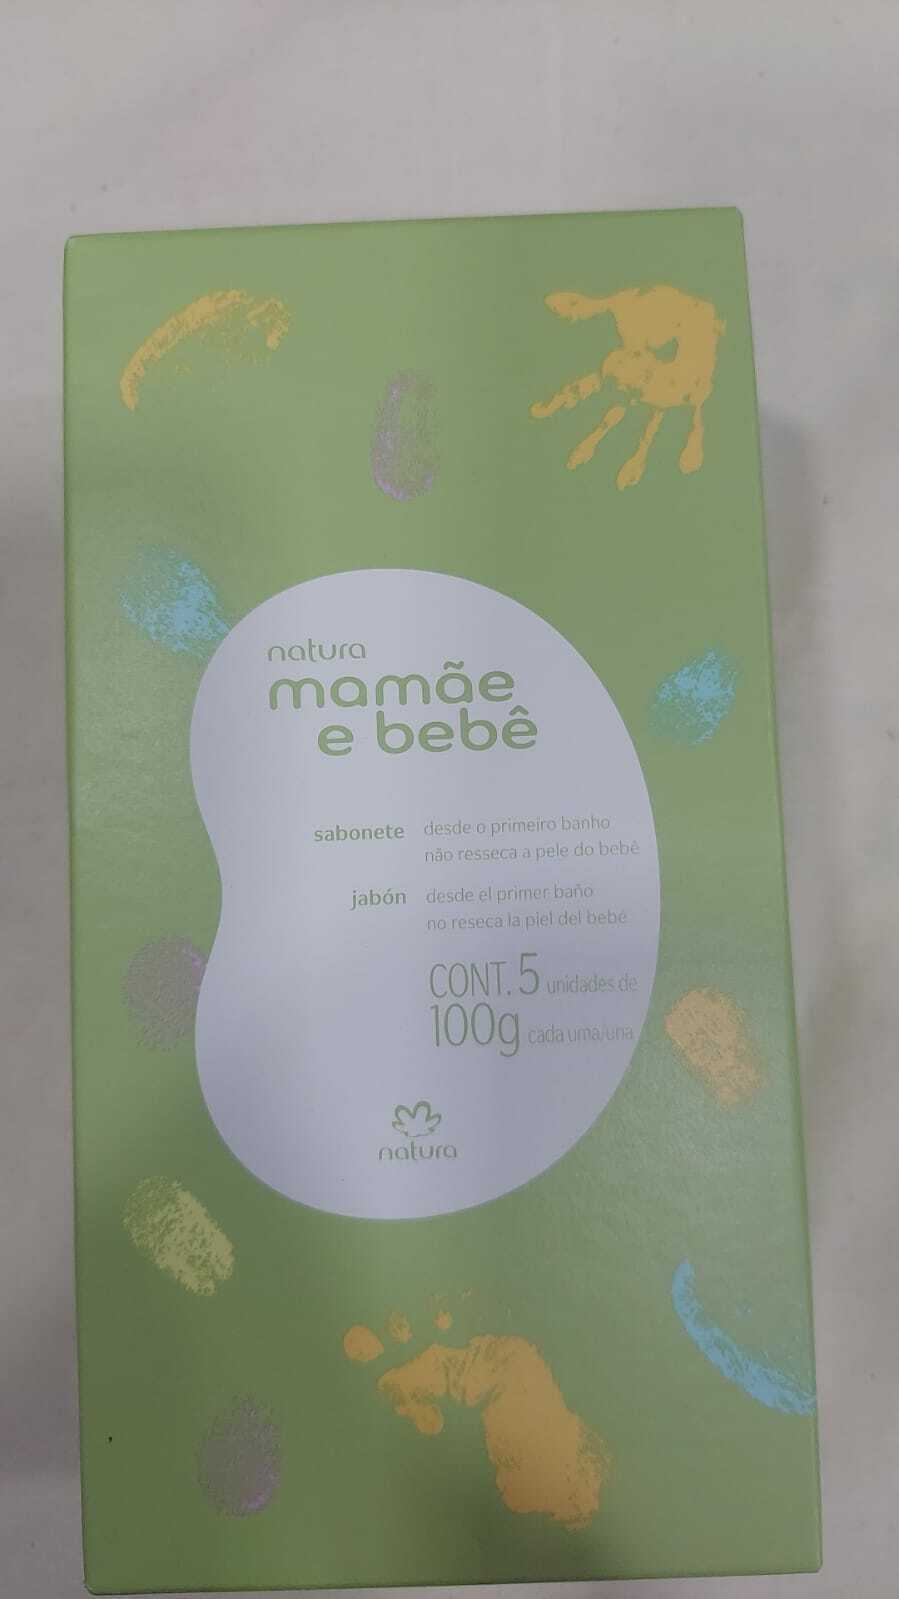 natura
mamãe
e bebê
sabonete desde o primeiro banho
não resseca a pele do bebê
jabón desde el primer baño
no reseca la piel del bebé
CONT. 5 unidades de
100g cada uma/una
natura